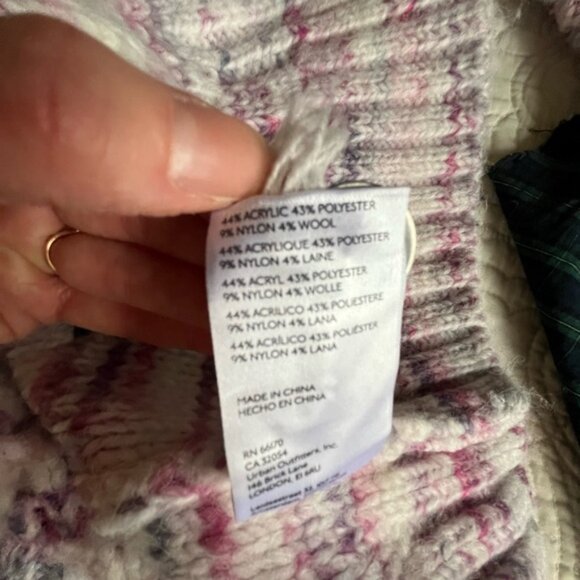 44% ACRYLIC 43% POLYESTER
9% NYLON 4% WOOL
44% ACRYLIQUE 43% POLYESTER
9% NYLON 4% LAINE
44% ACRYL 43% POLYESTER
9% NYLON 4% WOLLE
44% ACRILICO 43% POLIESTERE
9% NYLON 4% LANA
44% ACRÍLICO 43% POLIÉSTER
9% NYLON 4% LANA
MADE IN CHINA
HECHO EN CHINA
RN 66170
CA 32054
Urban Outfitters, Inc.
146 Brick Lane
LONDON, E1 6RU